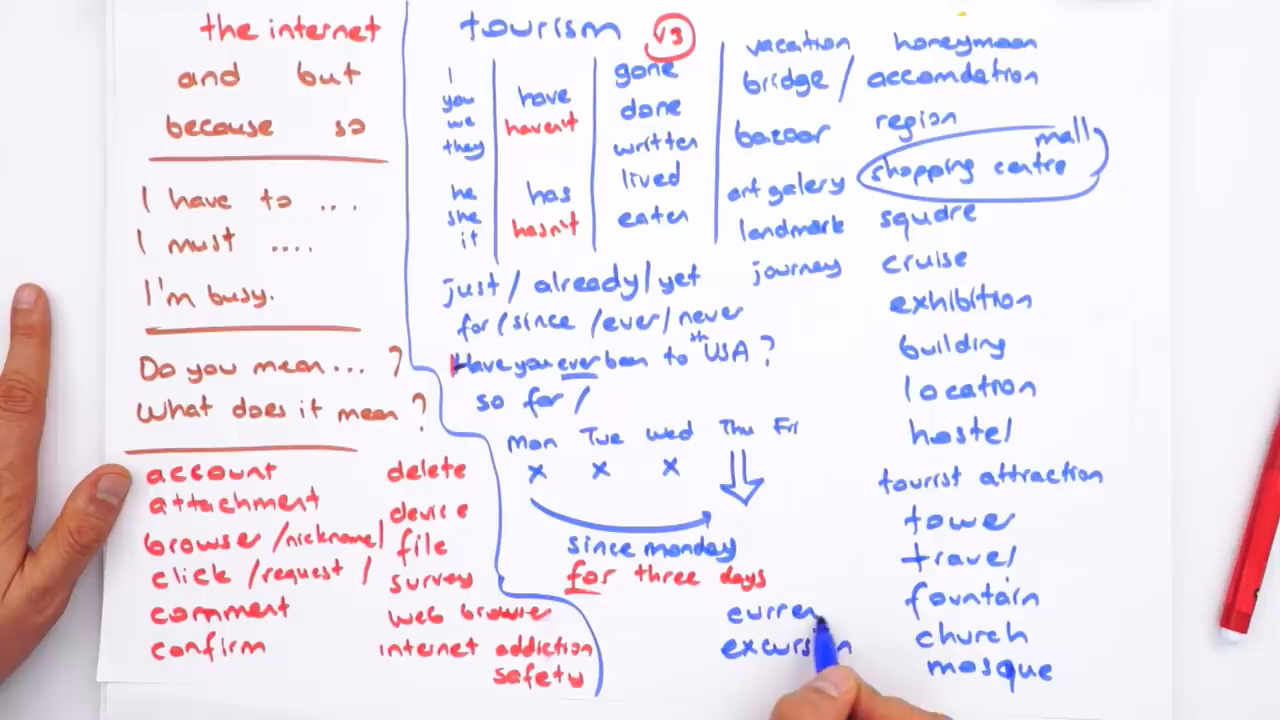 the internet
and but
because so
I have to ...
I must ....
I'm busy.
Do you mean... ?
What does it mean ?
account delete
attachment device
browser /nickname/ file
click /request / survey
comment web browser
confirm internet addiction
safety
tourism V3
I
you
we
they
have
haven't
he
she
it
has
hasn't
gone
done
written
lived
eaten
just / already / yet
for / since / ever / never
Have you ever been to the USA ?
so far /
Mon Tue Wed Thu Fri
x x x
since monday
for three days
curren
excursion
vacation honeymoon
bridge / accomdation
bazaar region
mall
art galery shopping centre
landmark square
journey cruise
exhibition
building
location
hostel
tourist attraction
tower
travel
fountain
church
mosque